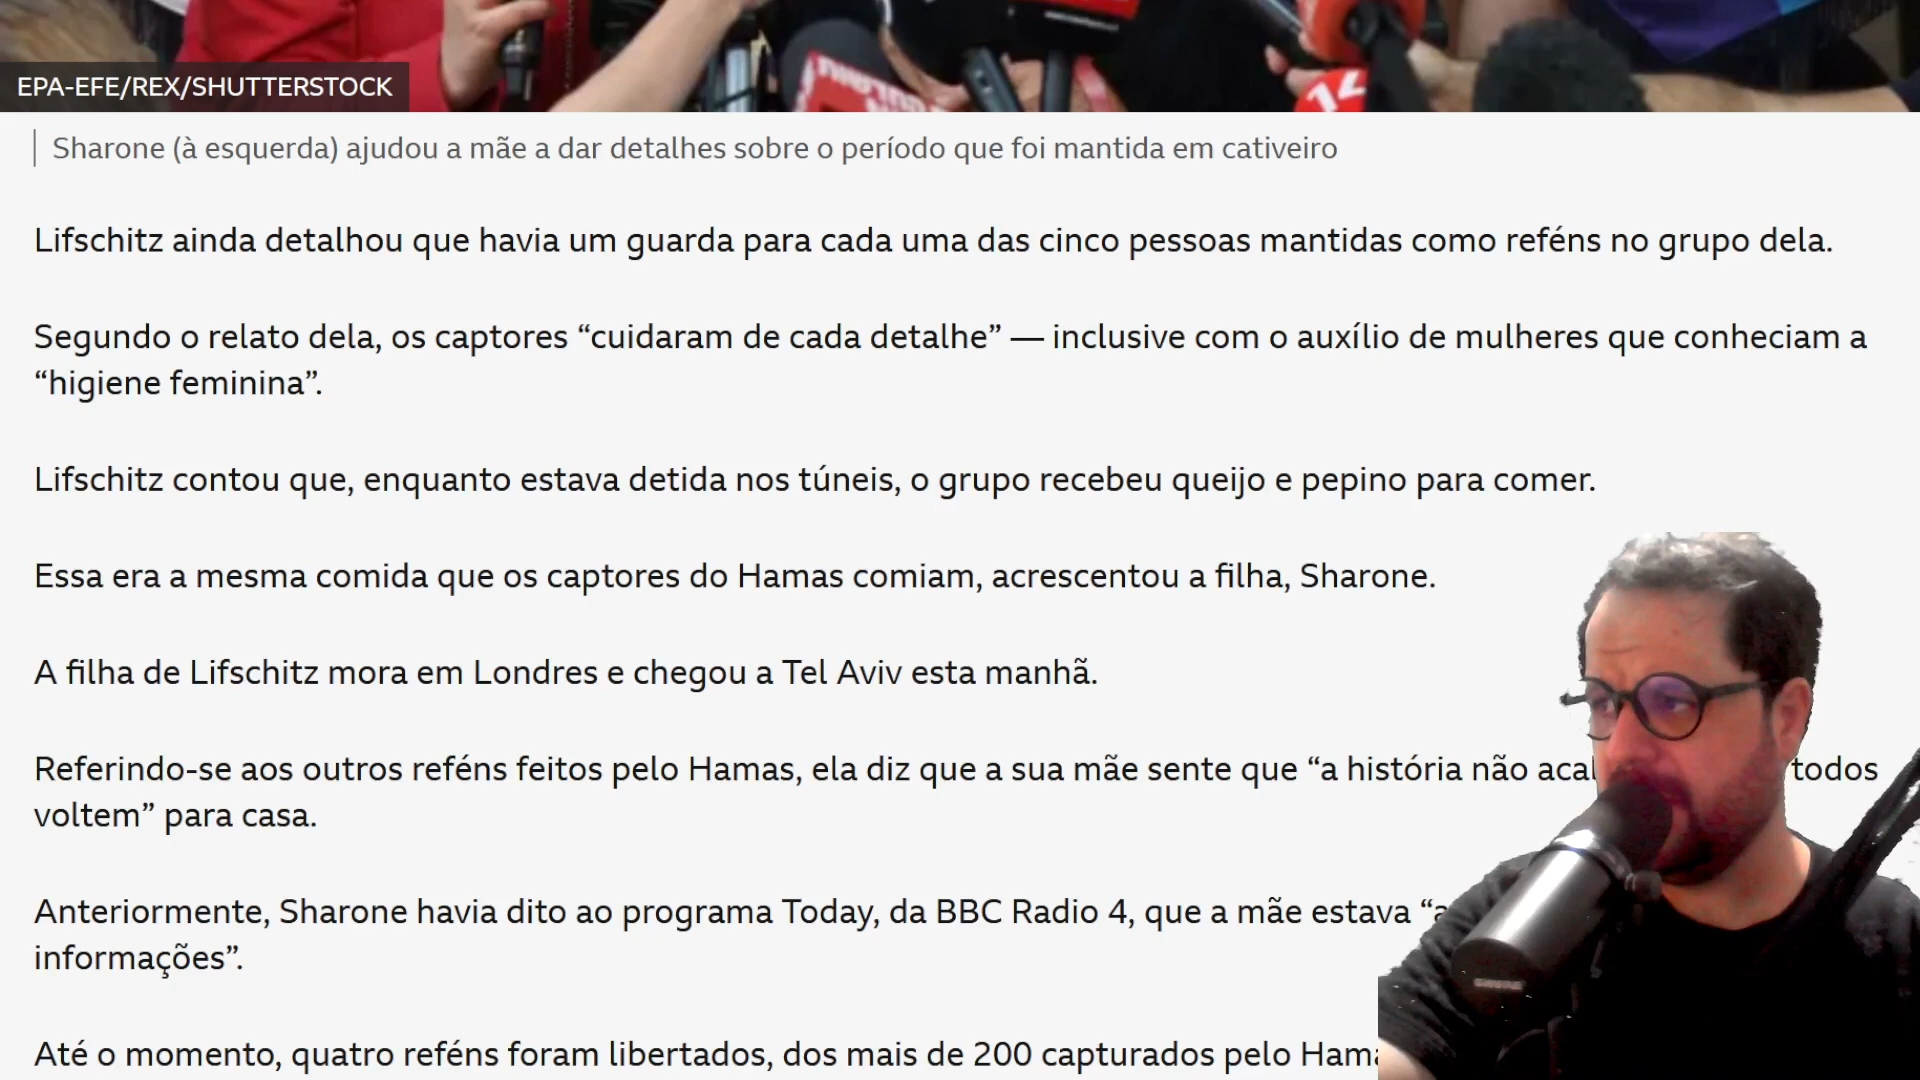 EPA-EFE/REX/SHUTTERSTOCK
14
Sharone (à esquerda) ajudou a mãe a dar detalhes sobre o período que foi mantida em cativeiro
Lifschitz ainda detalhou que havia um guarda para cada uma das cinco pessoas mantidas como reféns no grupo dela.
Segundo o relato dela, os captores “cuidaram de cada detalhe” — inclusive com o auxílio de mulheres que conheciam a
“higiene feminina”.
Lifschitz contou que, enquanto estava detida nos túneis, o grupo recebeu queijo e pepino para comer.
Essa era a mesma comida que os captores do Hamas comiam, acrescentou a filha, Sharone.
A filha de Lifschitz mora em Londres e chegou a Tel Aviv esta manhã.
Referindo-se aos outros reféns feitos pelo Hamas, ela diz que a sua mãe sente que “a história não todos
voltem” para casa.
Anteriormente, Sharone havia dito ao programa Today, da BBC Radio 4, que a mãe estava
informações”.
Até o momento, quatro reféns foram libertados, dos mais de 200 capturados pelo